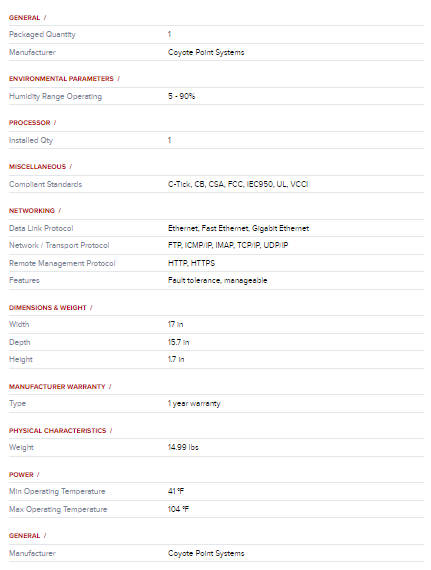 GENERAL /
Packaged Quantity 1
Manufacturer Coyote Point Systems
ENVIRONMENTAL PARAMETERS /
Humidity Range Operating 5 - 90%
PROCESSOR /
Installed Qty 1
MISCELLANEOUS /
Compliant Standards C-Tick, CB, CSA, FCC, IEC950, UL, VCCI
NETWORKING /
Data Link Protocol Ethernet, Fast Ethernet, Gigabit Ethernet
Network / Transport Protocol FTP, ICMP/IP, IMAP, TCP/IP, UDP/IP
Remote Management Protocol HTTP, HTTPS
Features Fault tolerance, manageable
DIMENSIONS & WEIGHT /
Width 17 in
Depth 15.7 in
Height 1.7 in
MANUFACTURER WARRANTY /
Type 1 year warranty
PHYSICAL CHARACTERISTICS /
Weight 14.99 lbs
POWER /
Min Operating Temperature 41 °F
Max Operating Temperature 104 °F
GENERAL /
Manufacturer Coyote Point Systems